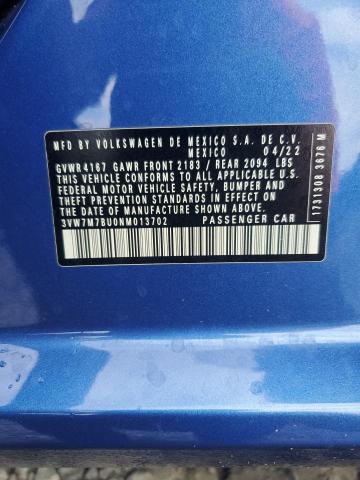 MFD BY VOLKSWAGEN DE MEXICO S.A. DE C.V.
MEXICO 04/22
GVWR 4167 GAWR FRONT 2183 / REAR 2094 LBS
THIS VEHICLE CONFORMS TO ALL APPLICABLE
FEDERAL MOTOR VEHICLE SAFETY, BUMPER AND
THEFT PREVENTION STANDARDS IN EFFECT ON
THE DATE OF MANUFACTURE SHOWN ABOVE.
3VW7M7BU0NM013702 PASSENGER CAR
1731308 3676 M